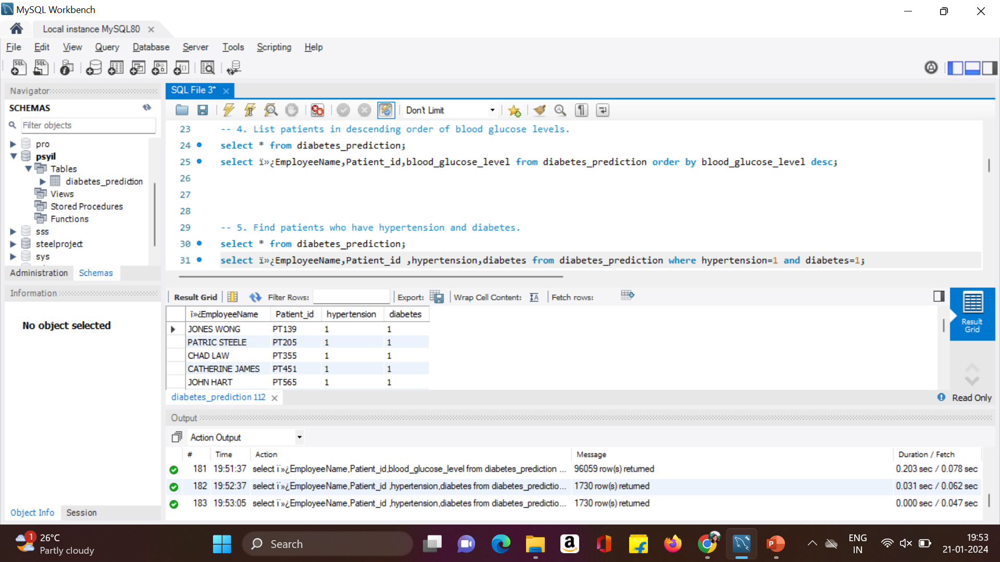 MySQL Workbench
Local instance MySQL80
File Edit View Query Database Server Tools Scripting Help
Navigator
SCHEMAS
Filter objects
pro
psyil
Tables
diabetes_prediction
Views
Stored Procedures
Functions
sss
steelproject
sys
Administration Schemas
Information
No object selected
Object Info Session
SQL File 3*
Don't Limit
23 -- 4. List patients in descending order of blood glucose levels.
24 select * from diabetes_prediction;
25 select ï»¿EmployeeName,Patient_id,blood_glucose_level from diabetes_prediction order by blood_glucose_level desc;
26
27
28
29 -- 5. Find patients who have hypertension and diabetes.
30 select * from diabetes_prediction;
31 select ï»¿EmployeeName,Patient_id ,hypertension,diabetes from diabetes_prediction where hypertension=1 and diabetes=1;
Result Grid Filter Rows: Export: Wrap Cell Content: Fetch rows:
ï»¿EmployeeName Patient_id hypertension diabetes
JONES WONG PT139 1 1
PATRIC STEELE PT205 1 1
CHAD LAW PT355 1 1
CATHERINE JAMES PT451 1 1
JOHN HART PT565 1 1
Result
Grid
diabetes_prediction 112
Read Only
Output
Action Output
# Time Action Message Duration / Fetch
181 19:51:37 select ï»¿EmployeeName,Patient_id,blood_glucose_level from diabetes_prediction ... 96059 row(s) returned 0.203 sec / 0.078 sec
182 19:52:37 select ï»¿EmployeeName,Patient_id ,hypertension,diabetes from diabetes_predictio... 1730 row(s) returned 0.031 sec / 0.062 sec
183 19:53:05 select ï»¿EmployeeName,Patient_id ,hypertension,diabetes from diabetes_predictio... 1730 row(s) returned 0.000 sec / 0.047 sec
1
26°C
Partly cloudy
Search
ENG
IN
19:53
21-01-2024